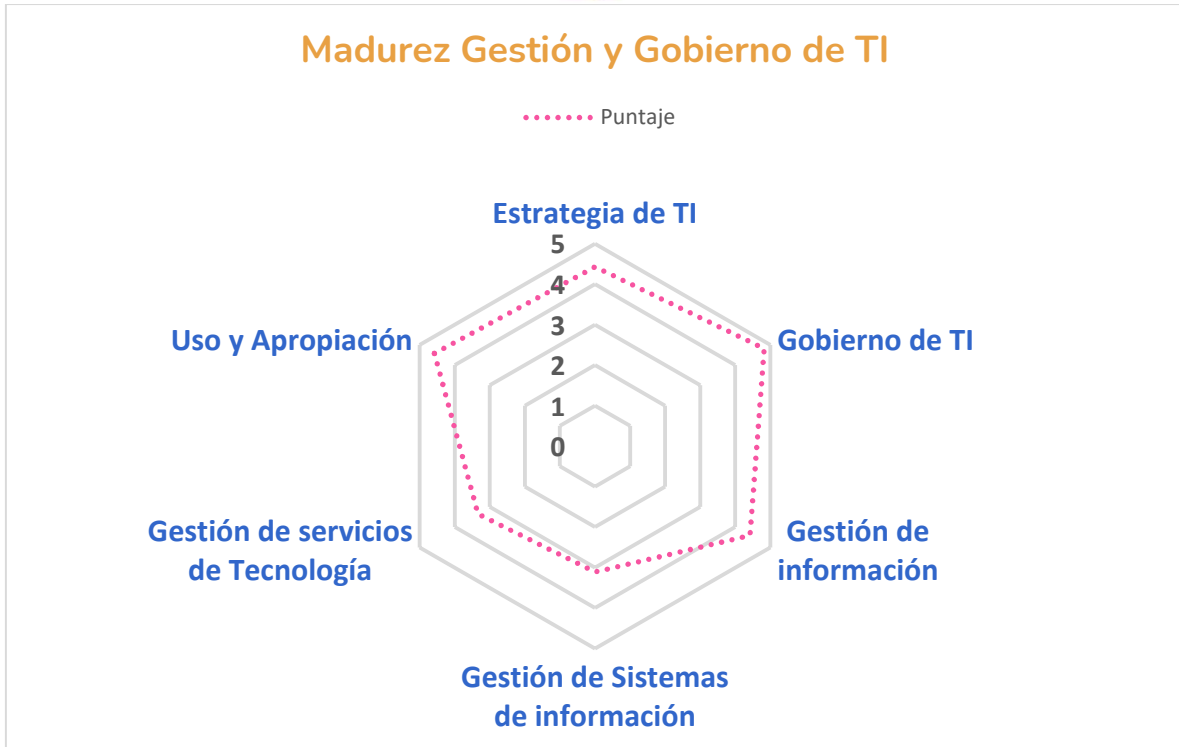 Madurez Gestión y Gobierno de TI
Puntaje
Estrategia de TI
5
4
3
2
1
0
Uso y Apropiación
Gobierno de TI
Gestión de servicios
de Tecnología
Gestión de
información
Gestión de Sistemas
de información